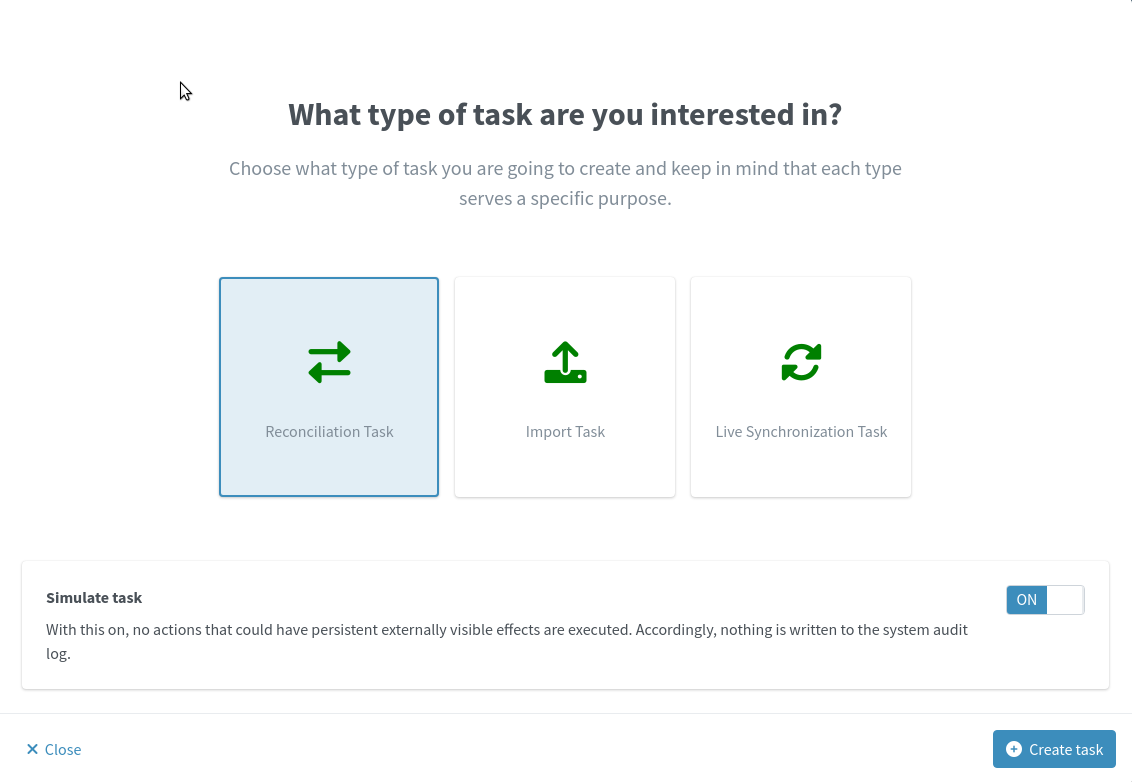 What type of task are you interested in?
Choose what type of task you are going to create and keep in mind that each type
serves a specific purpose.
Reconciliation Task
Import Task
Live Synchronization Task
Simulate task
ON
With this on, no actions that could have persistent externally visible effects are executed. Accordingly, nothing is written to the system audit
log.
Close
Create task